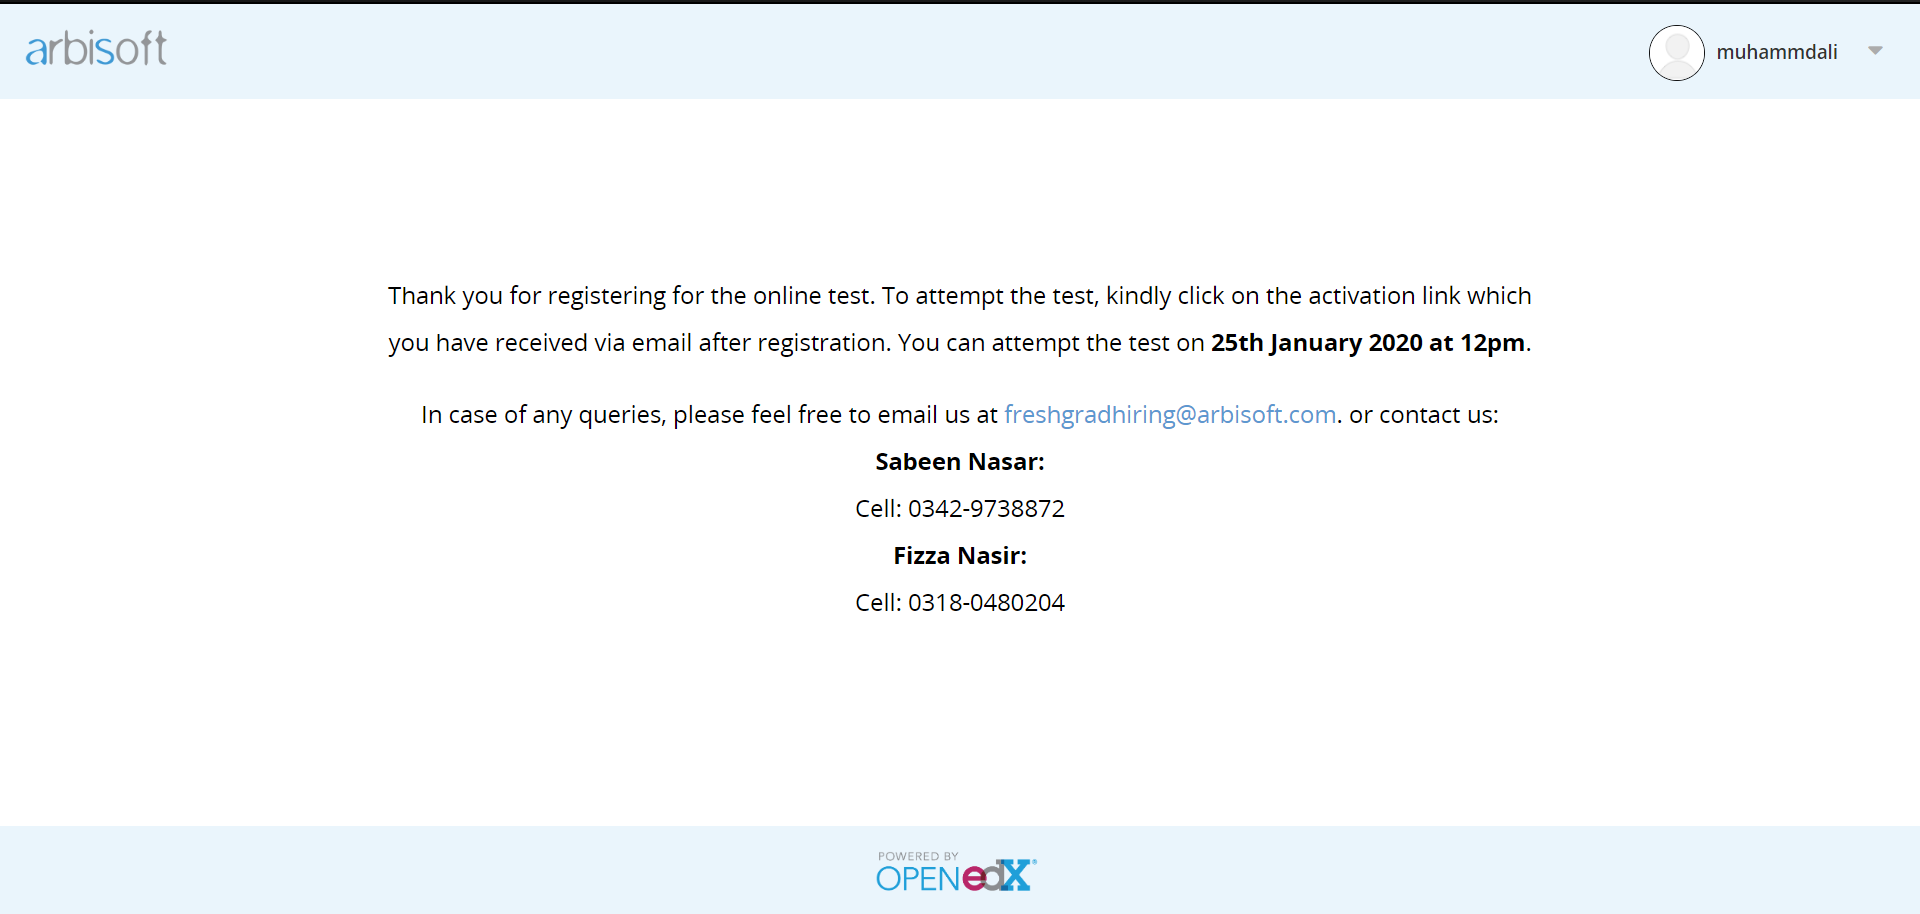 arbisoft
muhammdali
Thank you for registering for the online test. To attempt the test, kindly click on the activation link which
you have received via email after registration. You can attempt the test on 25th January 2020 at 12pm.
In case of any queries, please feel free to email us at freshgradhiring@arbisoft.com. or contact us:
Sabeen Nasar:
Cell: 0342-9738872
Fizza Nasir:
Cell: 0318-0480204
POWERED BY
OPENedX®